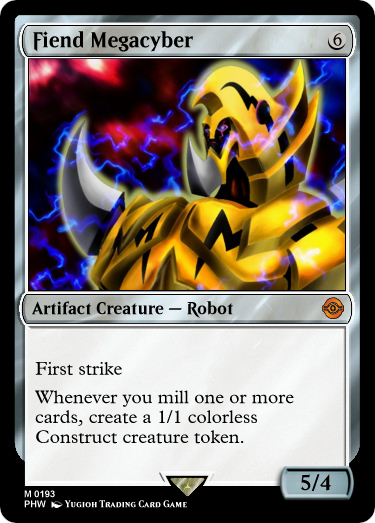 Fiend Megacyber 6
Artifact Creature — Robot
First strike
Whenever you mill one or more
cards, create a 1/1 colorless
Construct creature token.
5/4
M 0193
PHW Yugioh Trading Card Game